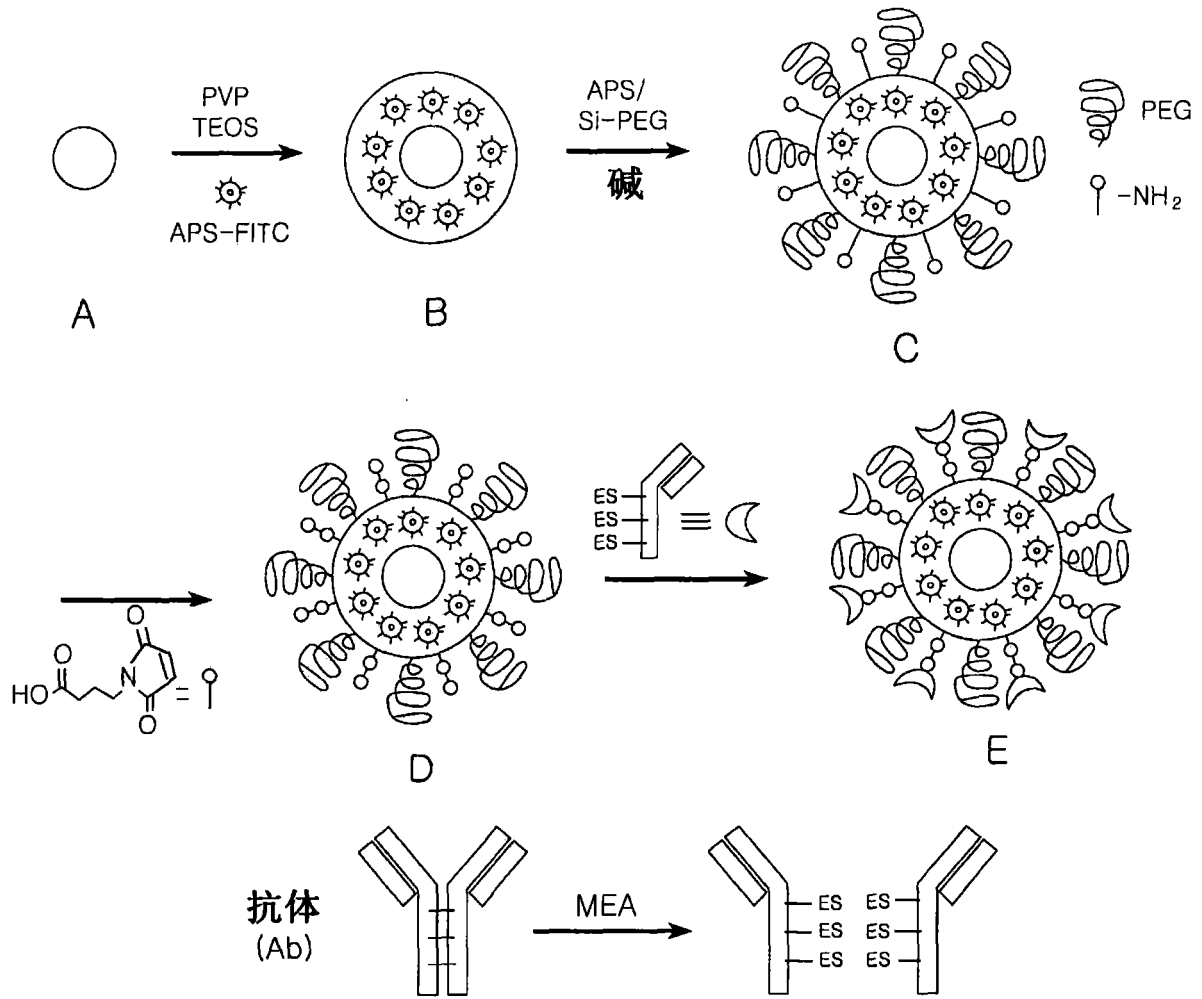 PVP
TEOS
APS-FITC
APS/
Si-PEG
碱
PEG
-NH₂
A
B
C
ES
ES
ES
HO
O
N
O
O
D
E
抗体
(Ab)
MEA
ES ES
ES ES
ES ES